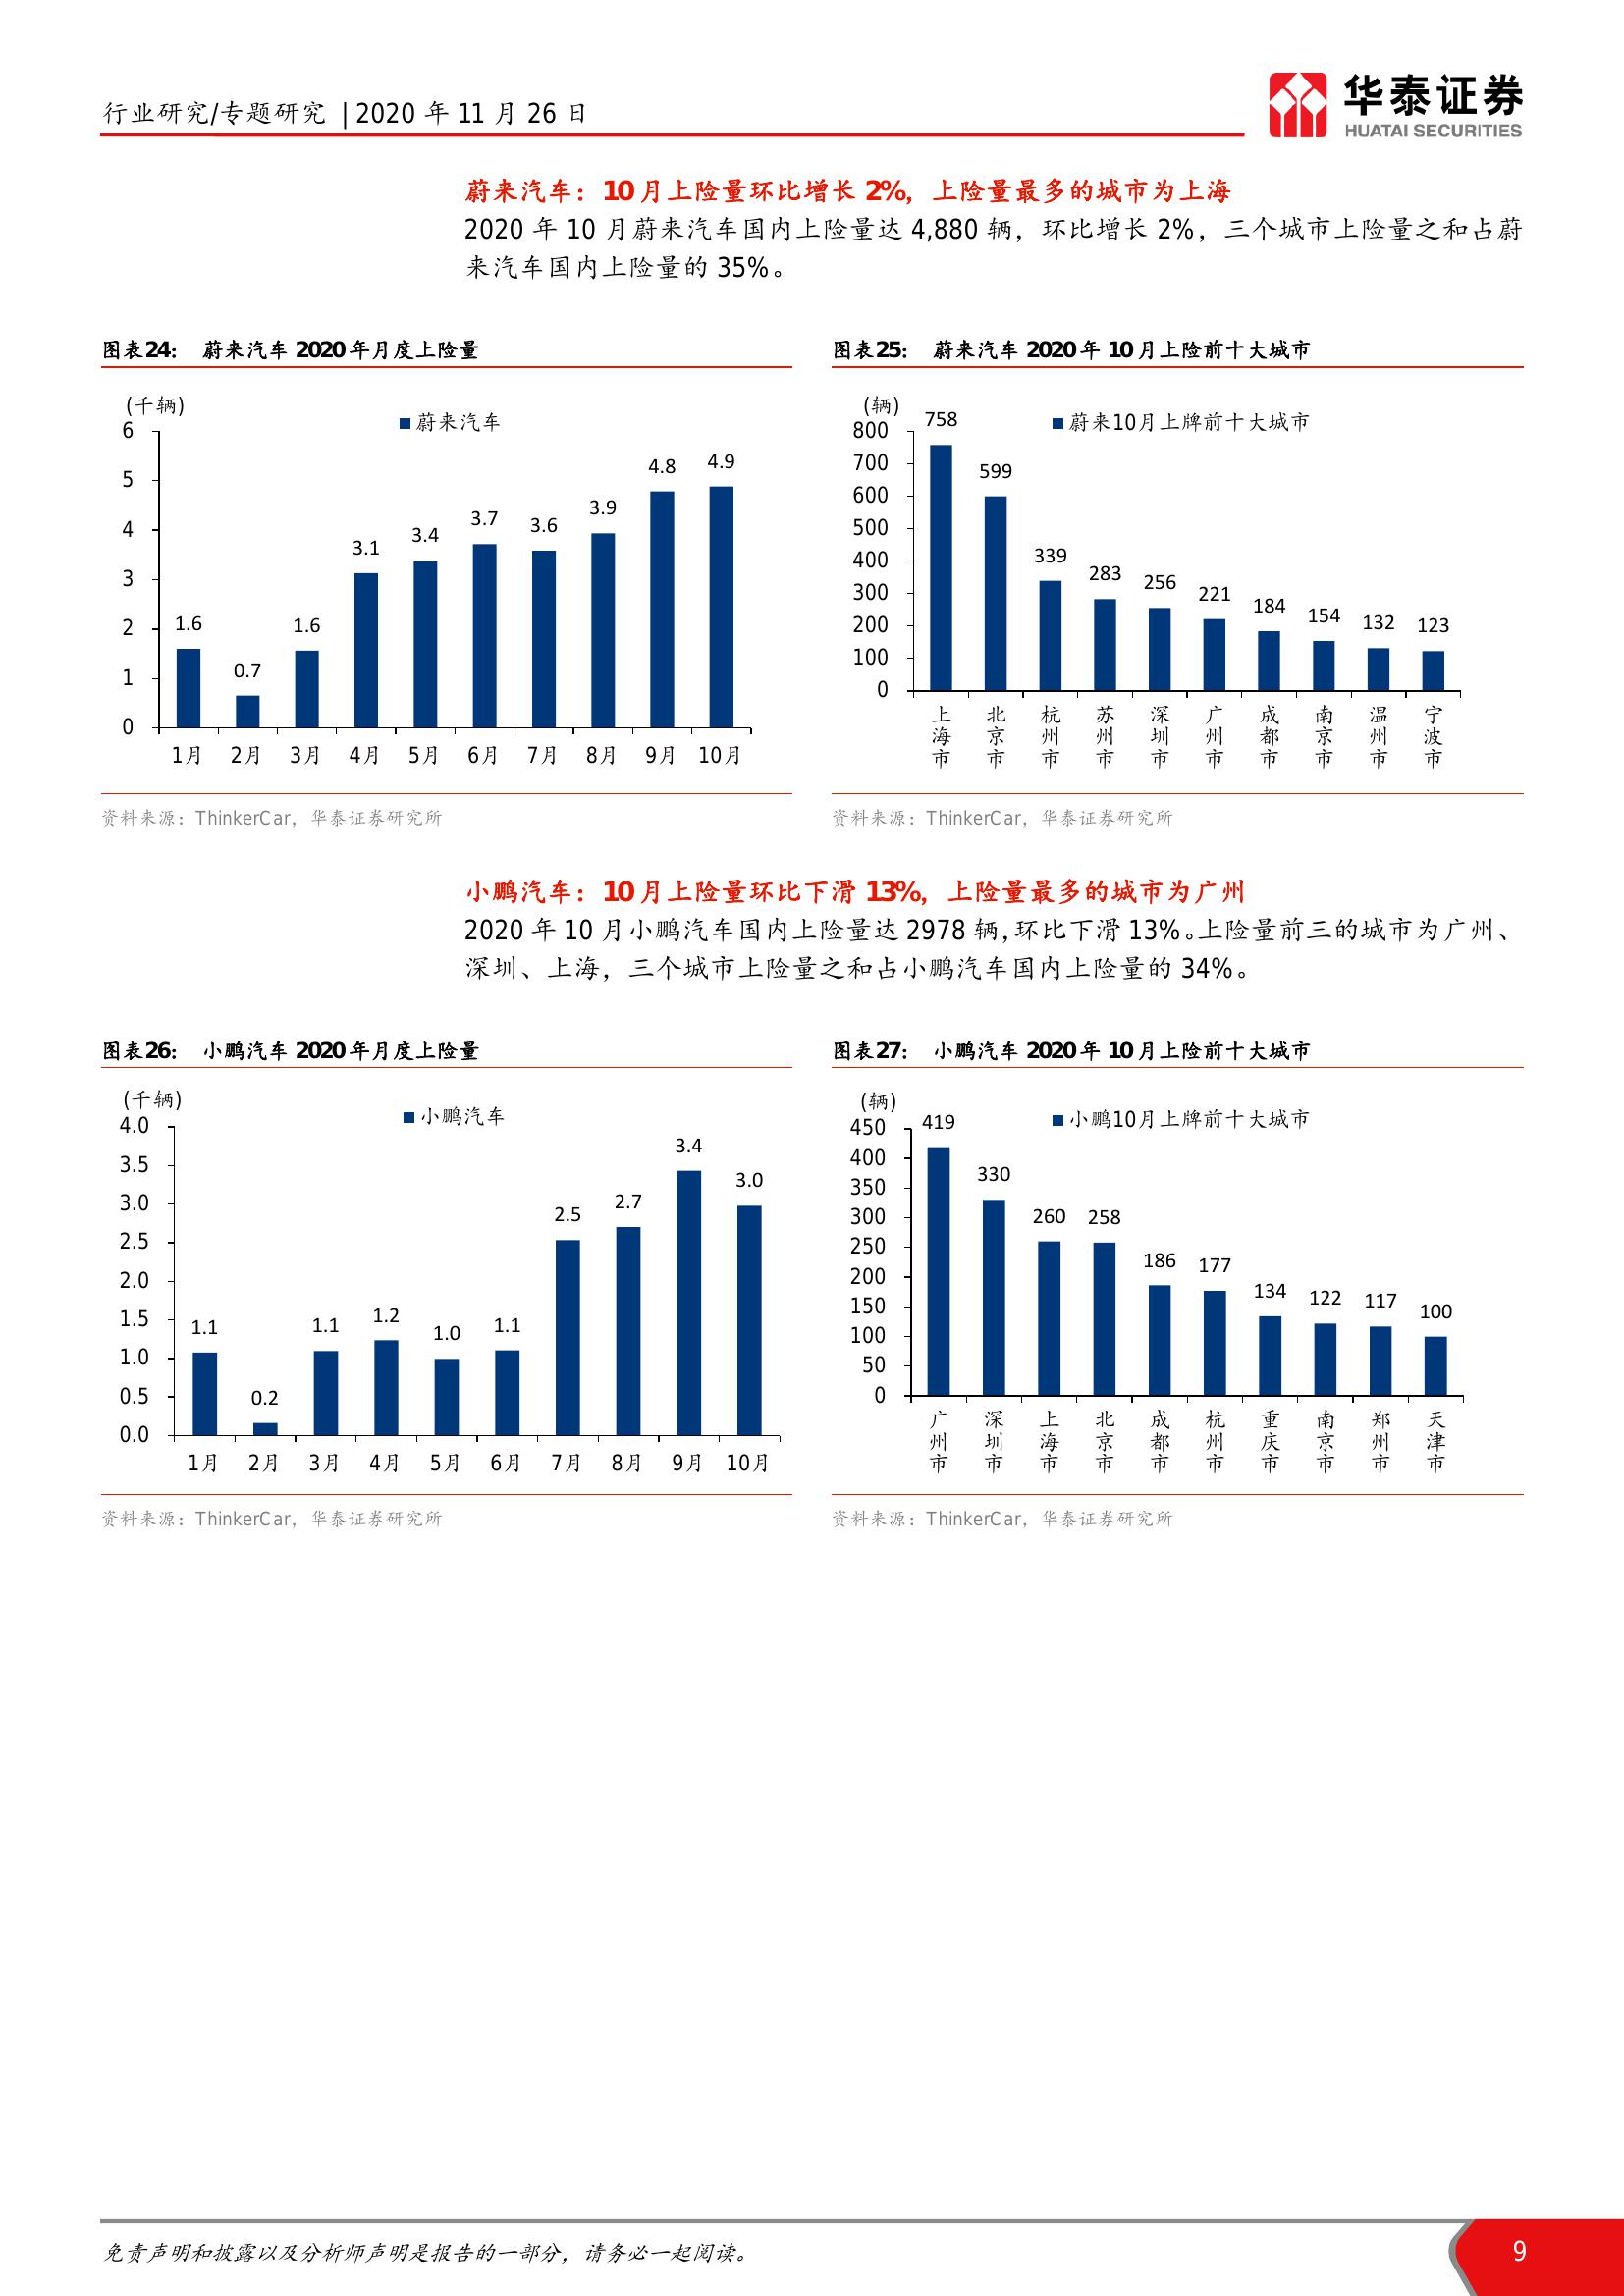 行业研究/专题研究 | 2020 年 11 月 26 日
华泰证券
HUATAI SECURITIES
蔚来汽车：10 月上险量环比增长 2%，上险量最多的城市为上海
2020 年 10 月蔚来汽车国内上险量达 4,880 辆，环比增长 2%，三个城市上险量之和占蔚
来汽车国内上险量的 35%。
图表24： 蔚来汽车 2020 年月度上险量
(千辆)
蔚来汽车
6
5
4
3
2
1
0
1.6
0.7
1.6
3.1
3.4
3.7
3.6
3.9
4.8
4.9
1月 2月 3月 4月 5月 6月 7月 8月 9月 10月
资料来源：ThinkerCar，华泰证券研究所
图表25： 蔚来汽车 2020 年 10 月上险前十大城市
(辆)
蔚来10月上牌前十大城市
800
700
600
500
400
300
200
100
0
758
599
339
283
256
221
184
154
132
123
上海市 北京市 杭州市 苏州市 深圳市 广州市 成都市 南京市 温州市 宁波市
资料来源：ThinkerCar，华泰证券研究所
小鹏汽车：10 月上险量环比下滑 13%，上险量最多的城市为广州
2020 年 10 月小鹏汽车国内上险量达 2978 辆，环比下滑 13%。上险量前三的城市为广州、
深圳、上海，三个城市上险量之和占小鹏汽车国内上险量的 34%。
图表26： 小鹏汽车 2020 年月度上险量
(千辆)
小鹏汽车
4.0
3.5
3.0
2.5
2.0
1.5
1.0
0.5
0.0
1.1
0.2
1.1
1.2
1.0
1.1
2.5
2.7
3.4
3.0
1月 2月 3月 4月 5月 6月 7月 8月 9月 10月
资料来源：ThinkerCar，华泰证券研究所
图表27： 小鹏汽车 2020 年 10 月上险前十大城市
(辆)
小鹏10月上牌前十大城市
450
400
350
300
250
200
150
100
50
0
419
330
260
258
186
177
134
122
117
100
广州市 深圳市 上海市 北京市 成都市 杭州市 重庆市 南京市 郑州市 天津市
资料来源：ThinkerCar，华泰证券研究所
免责声明和披露以及分析师声明是报告的一部分，请务必一起阅读。
9